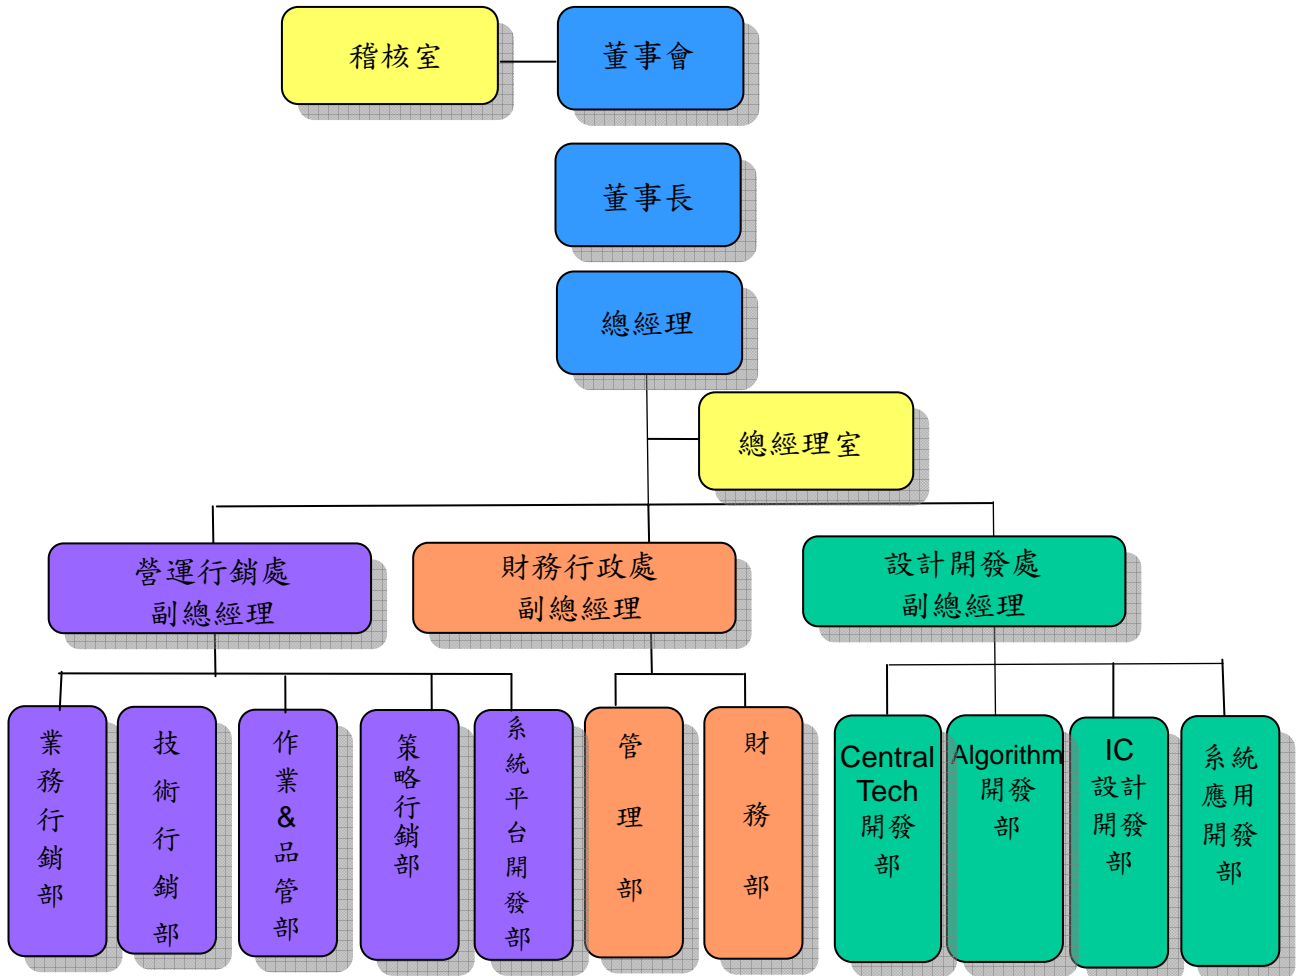 稽核室
董事會
董事長
總經理
總經理室
營運行銷處
副總經理
財務行政處
副總經理
設計開發處
副總經理
業務行銷部
技術行銷部
作業&品管部
策略行銷部
系統平台開發部
管理部
財務部
Central
Tech
開發
部
Algorithm
開發
部
IC
設計
開發
部
系統
應用
開發
部